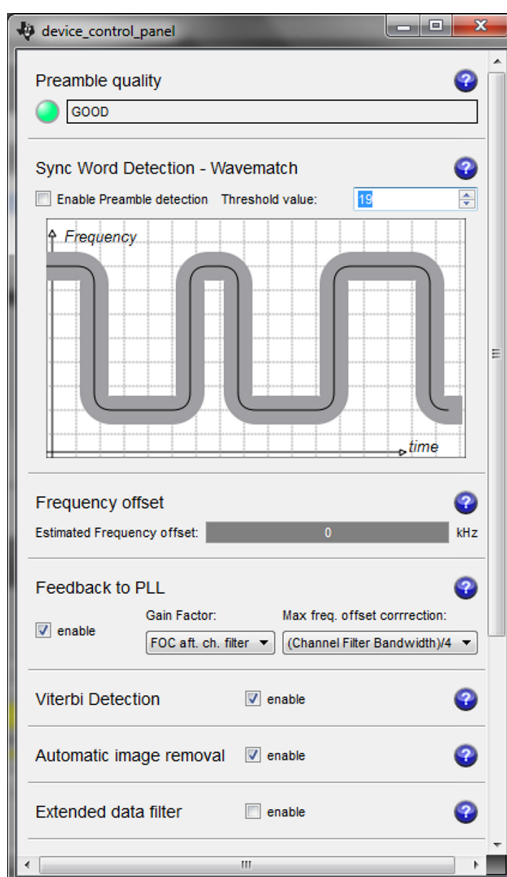 device_control_panel
Preamble quality
GOOD
Sync Word Detection - Wavematch
Enable Preamble detection Threshold value: 19
Frequency
time
Frequency offset
Estimated Frequency offset: 0 kHz
Feedback to PLL
Gain Factor: Max freq. offset corrrection:
enable
FOC aft. ch. filter (Channel Filter Bandwidth)/4
Viterbi Detection enable
Automatic image removal enable
Extended data filter enable